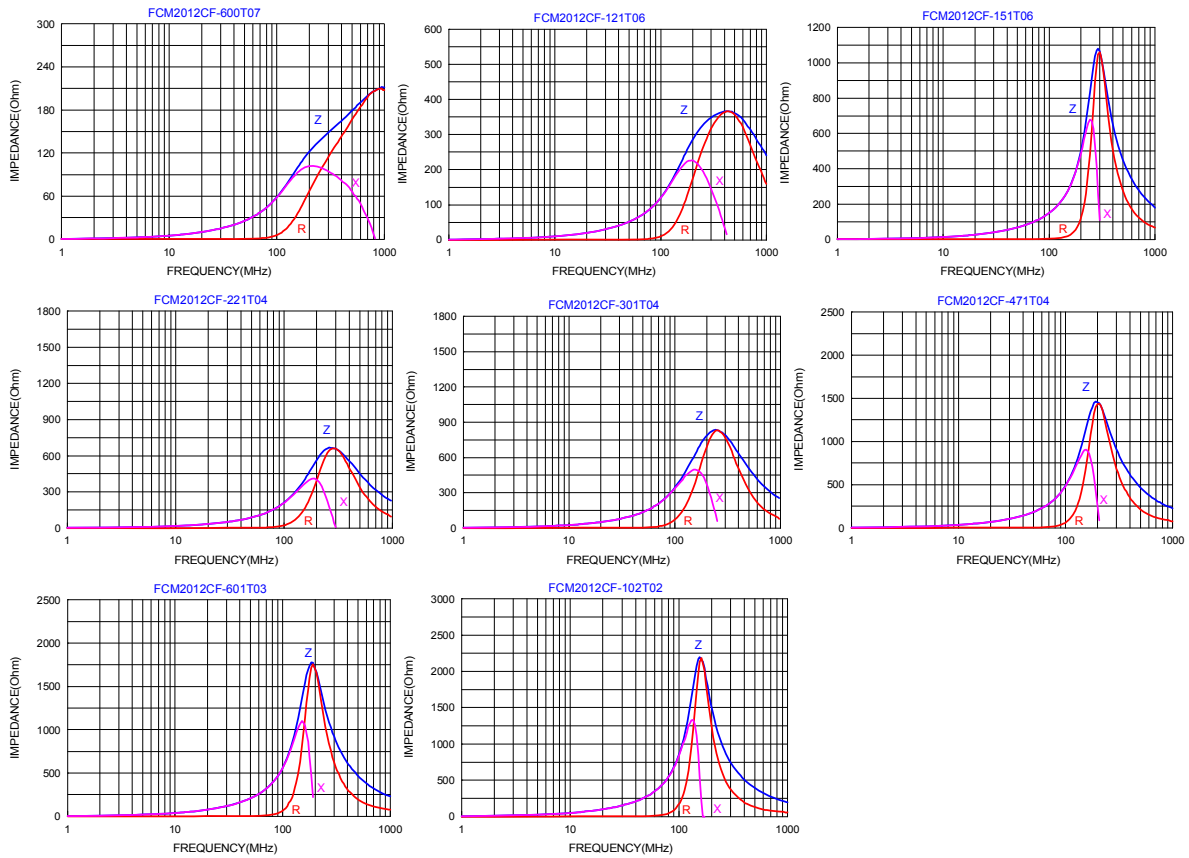 FCM2012CF-600T07
IMPEDANCE(Ohm)
300
240
180
120
60
0
Z
X
R
1
10
100
1000
FREQUENCY(MHz)
FCM2012CF-121T06
IMPEDANCE(Ohm)
600
500
400
300
200
100
0
Z
X
R
1
10
100
1000
FREQUENCY(MHz)
FCM2012CF-151T06
IMPEDANCE(Ohm)
1200
1000
800
600
400
200
0
Z
R
X
1
10
100
1000
FREQUENCY(MHz)
FCM2012CF-221T04
IMPEDANCE(Ohm)
1800
1500
1200
900
600
300
0
Z
X
R
1
10
100
1000
FREQUENCY(MHz)
FCM2012CF-301T04
IMPEDANCE(Ohm)
1800
1500
1200
900
600
300
0
Z
X
R
1
10
100
1000
FREQUENCY(MHz)
FCM2012CF-471T04
IMPEDANCE(Ohm)
2500
2000
1500
1000
500
0
Z
X
R
1
10
100
1000
FREQUENCY(MHz)
FCM2012CF-601T03
IMPEDANCE(Ohm)
2500
2000
1500
1000
500
0
Z
X
R
1
10
100
1000
FREQUENCY(MHz)
FCM2012CF-102T02
IMPEDANCE(Ohm)
3000
2500
2000
1500
1000
500
0
Z
R
X
1
10
100
1000
FREQUENCY(MHz)